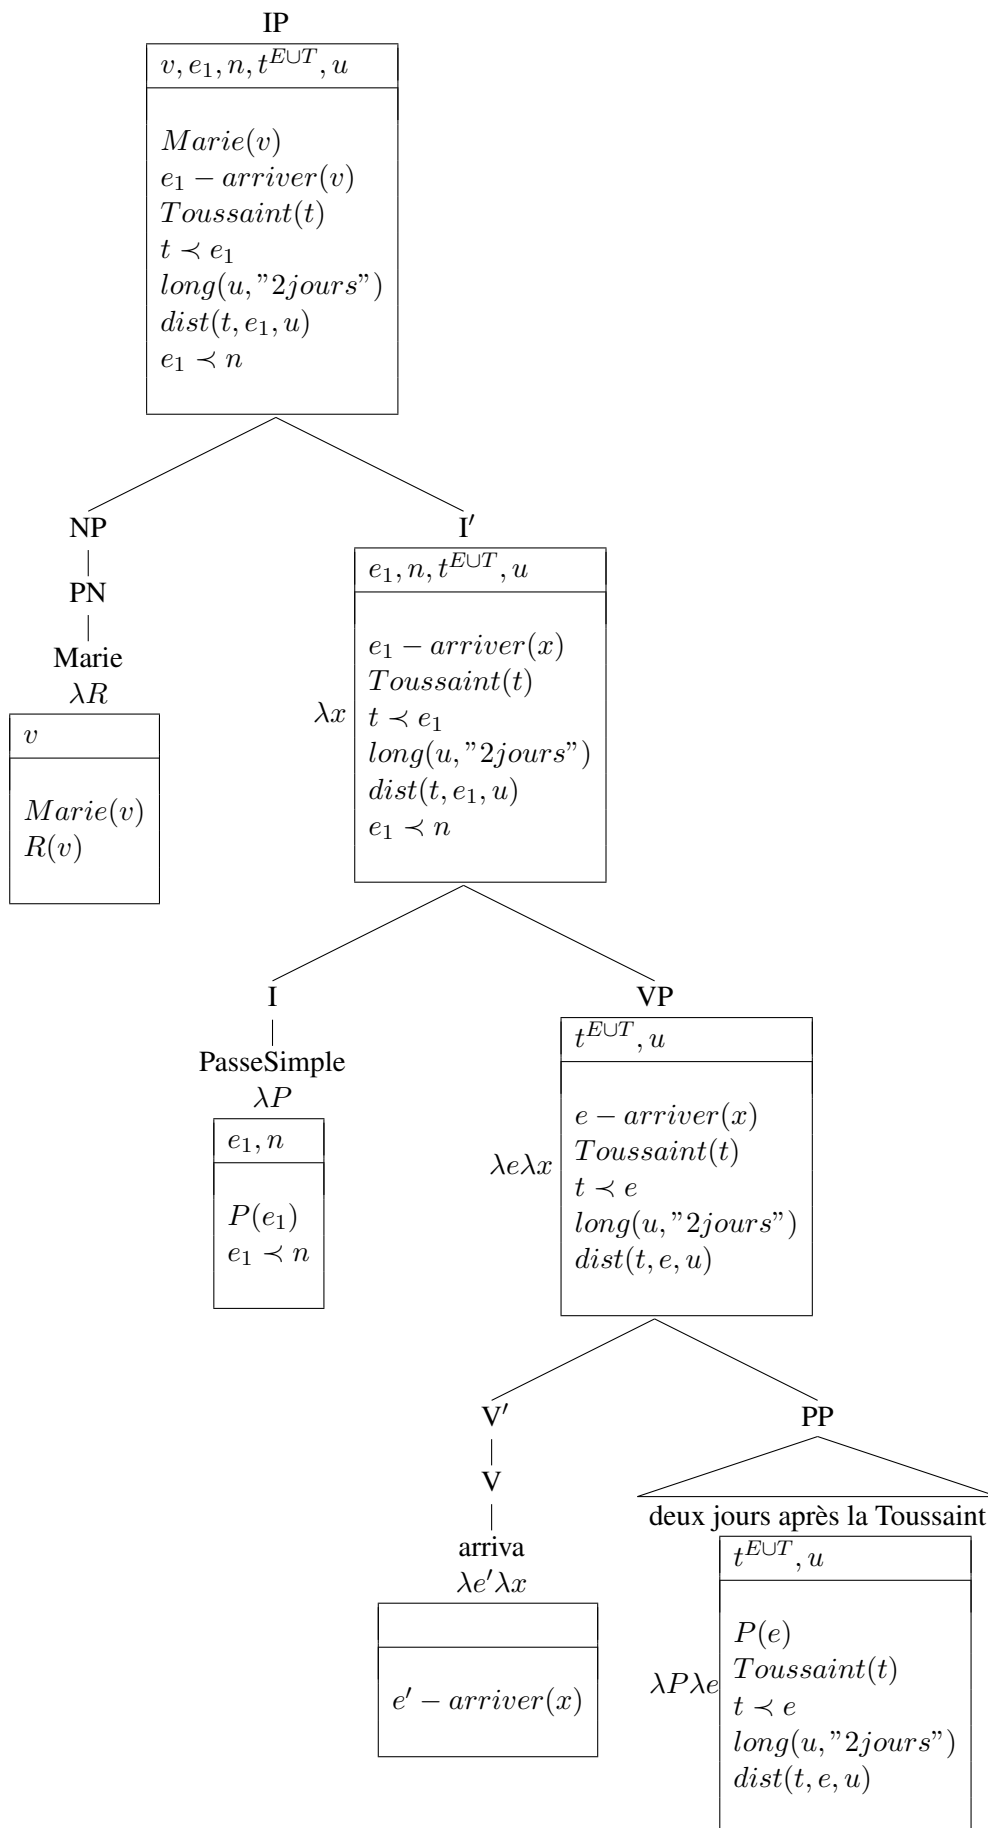 IP
v, e₁, n, t^{E∪T}, u
Marie(v)
e₁ − arriver(v)
Toussaint(t)
t ≺ e₁
long(u, ”2jours”)
dist(t, e₁, u)
e₁ ≺ n
NP
PN
Marie
λR
v
Marie(v)
R(v)
I′
λx
e₁, n, t^{E∪T}, u
e₁ − arriver(x)
Toussaint(t)
t ≺ e₁
long(u, ”2jours”)
dist(t, e₁, u)
e₁ ≺ n
I
PasseSimple
λP
e₁, n
P(e₁)
e₁ ≺ n
VP
λeλx
t^{E∪T}, u
e − arriver(x)
Toussaint(t)
t ≺ e
long(u, ”2jours”)
dist(t, e, u)
V′
V
arriva
λe′λx
e′ − arriver(x)
PP
deux jours après la Toussaint
λPλe
t^{E∪T}, u
P(e)
Toussaint(t)
t ≺ e
long(u, ”2jours”)
dist(t, e, u)